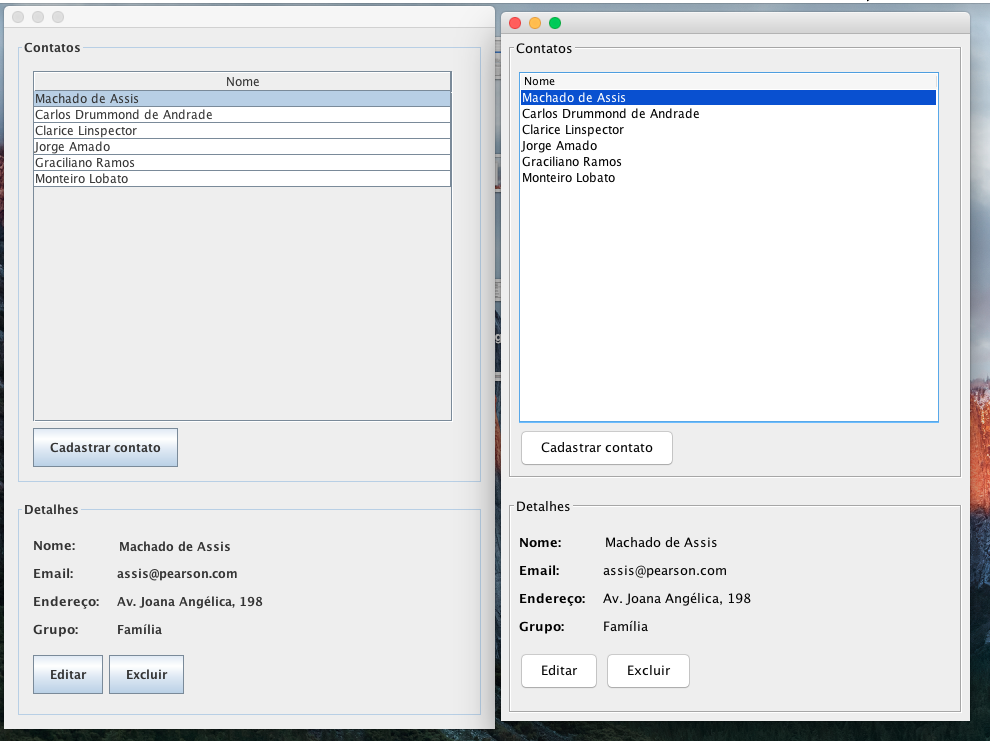 Contatos
Nome
Machado de Assis
Carlos Drummond de Andrade
Clarice Linspector
Jorge Amado
Graciliano Ramos
Monteiro Lobato
Cadastrar contato
Detalhes
Nome: Machado de Assis
Email: assis@pearson.com
Endereço: Av. Joana Angélica, 198
Grupo: Família
Editar Excluir
Contatos
Nome
Machado de Assis
Carlos Drummond de Andrade
Clarice Linspector
Jorge Amado
Graciliano Ramos
Monteiro Lobato
Cadastrar contato
Detalhes
Nome: Machado de Assis
Email: assis@pearson.com
Endereço: Av. Joana Angélica, 198
Grupo: Família
Editar Excluir